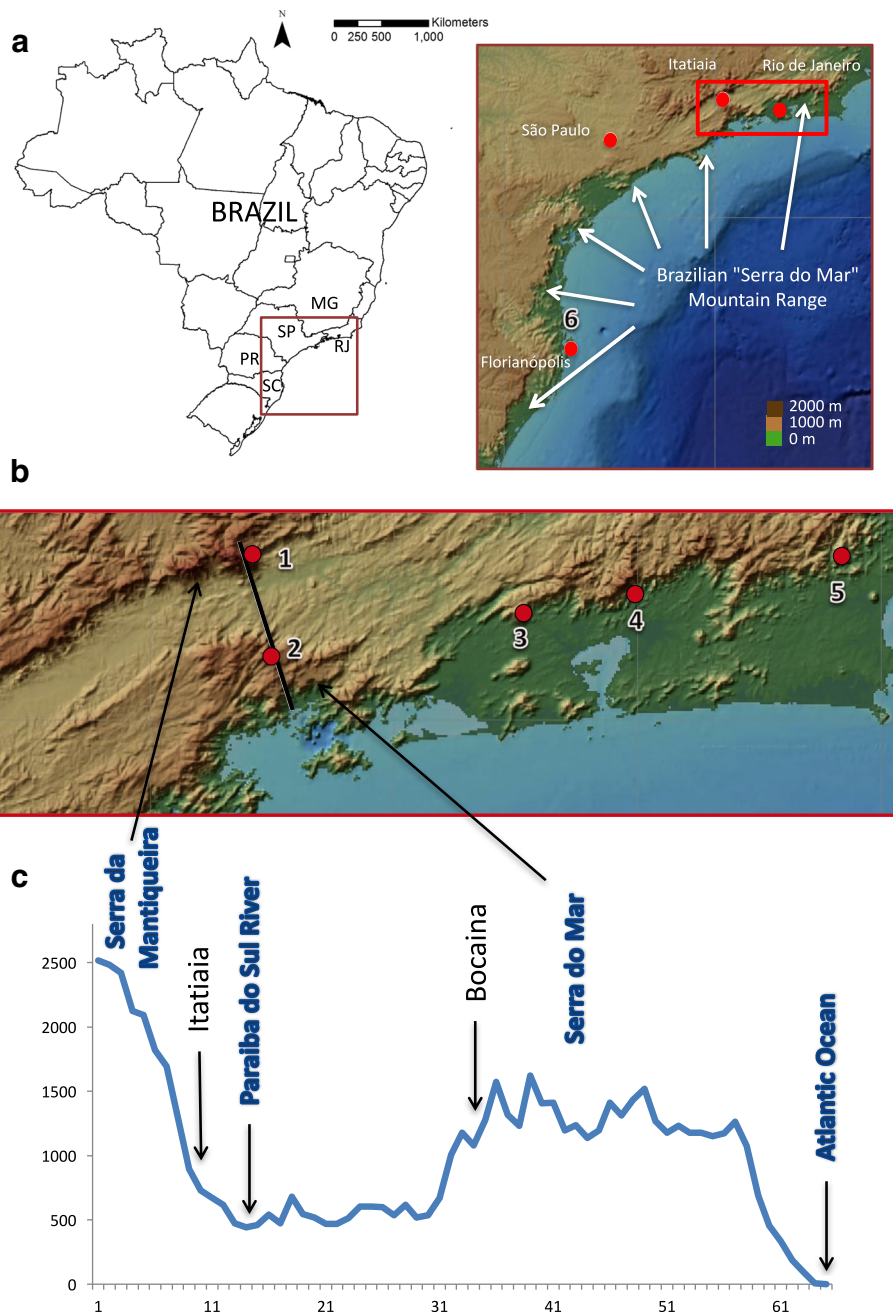 a
N
Kilometers
0 250 500 1,000
BRAZIL
MG
SP
RJ
PR
SC
Itatiaia
Rio de Janeiro
São Paulo
Brazilian "Serra do Mar"
Mountain Range
6
Florianópolis
2000 m
1000 m
0 m
b
1
2
3
4
5
c
Serra da
Mantiqueira
Itatiaia
Paraiba do Sul River
Bocaina
Serra do Mar
Atlantic Ocean
2500
2000
1500
1000
500
0
1 11 21 31 41 51 61